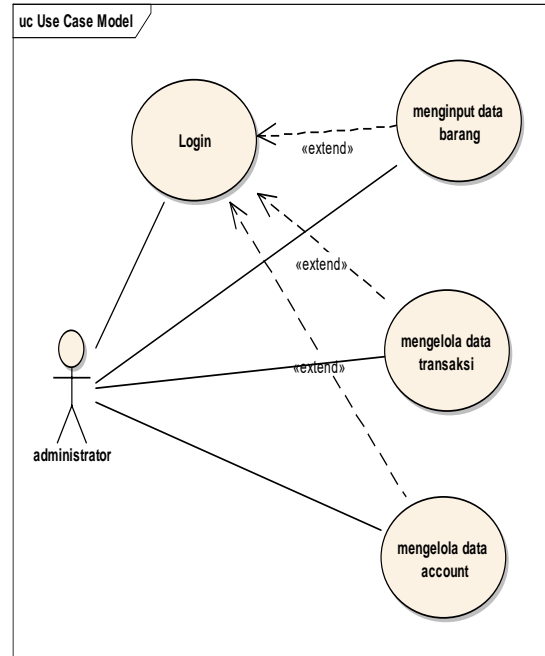 uc Use Case Model
Login
menginput data
barang
«extend»
«extend»
mengelola data
transaksi
«extend»
administrator
mengelola data
account